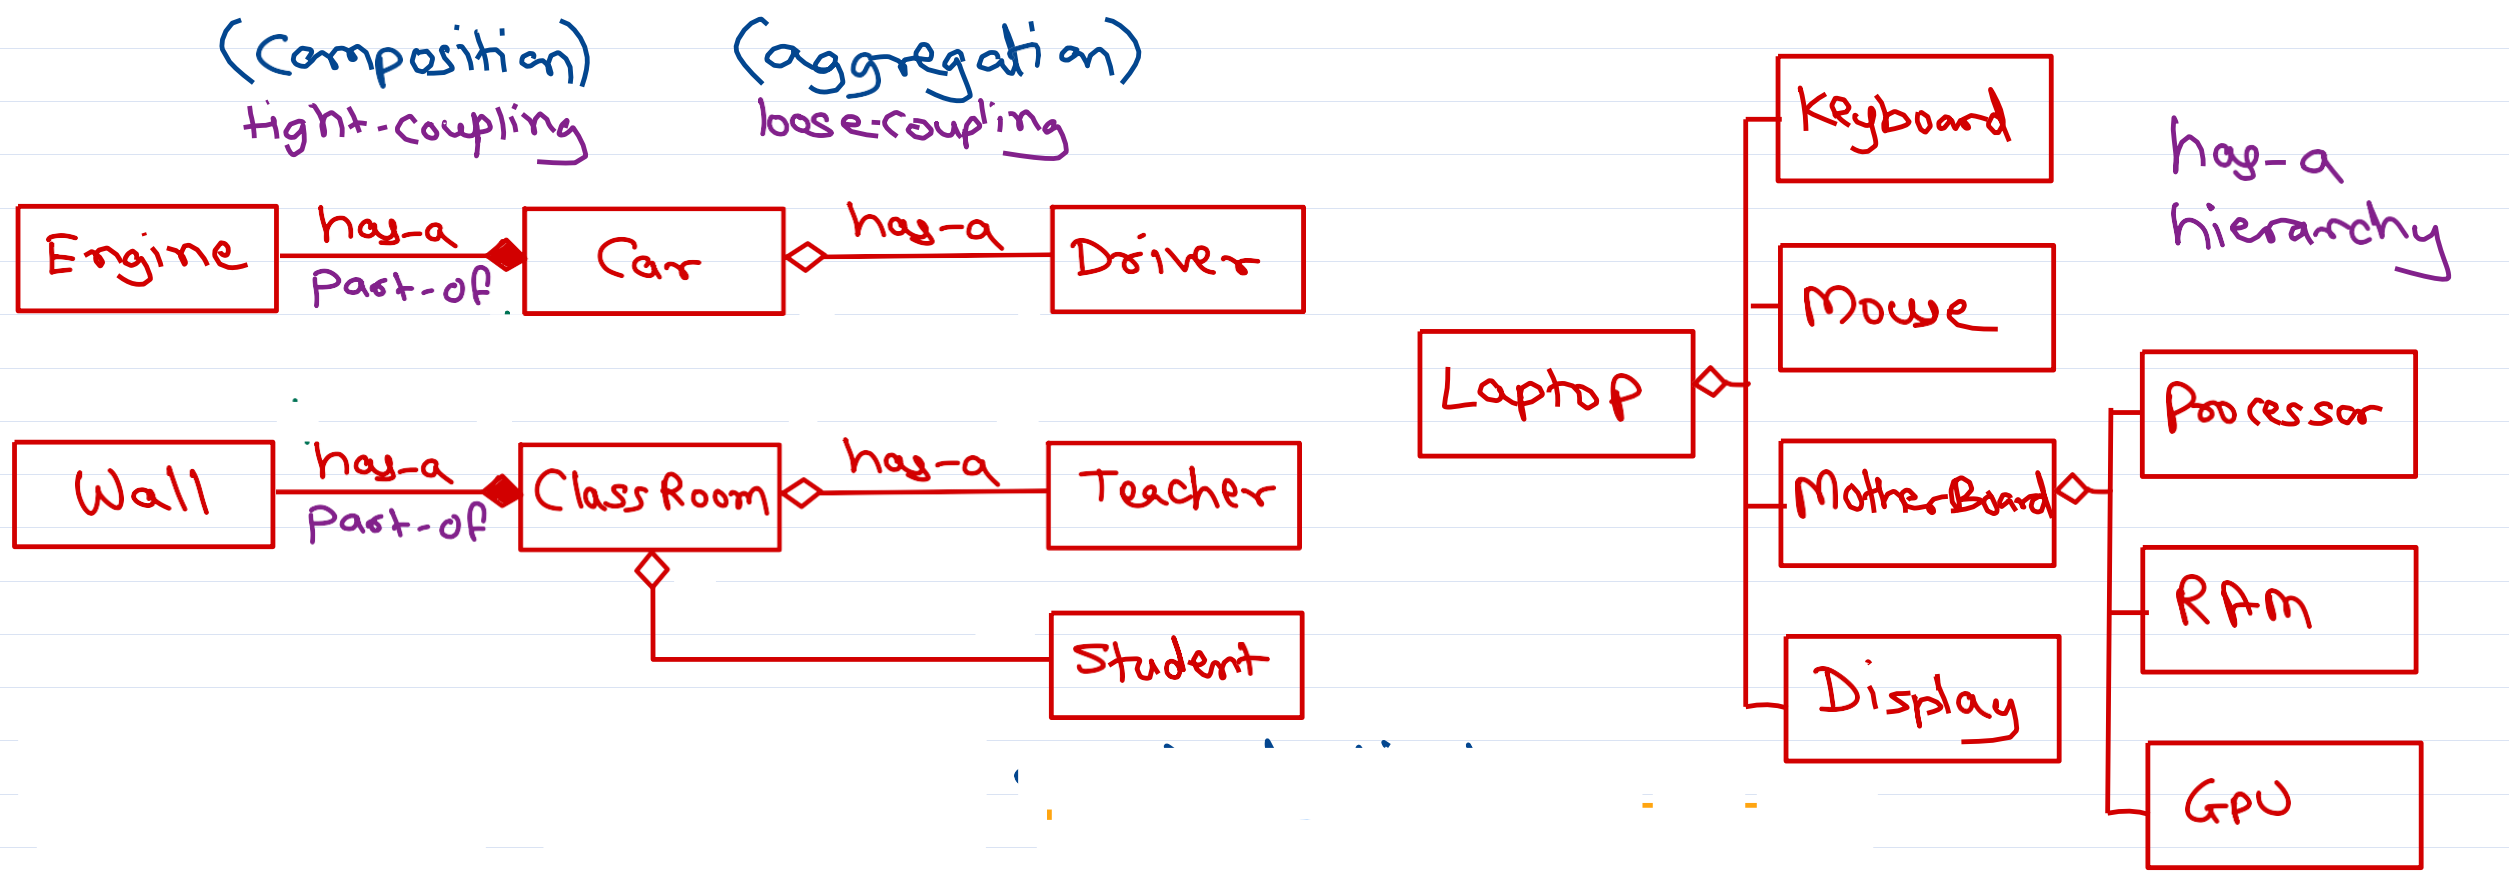 (Composition)
tight-coupling
(aggregation)
loose-coupling
Engine
has-a
Part-of
Car
has-a
Driver
Wall
has-a
Part-of
ClassRoom
has-a
Teacher
Student
has-a
hierarchy
Laptop
Keyboard
Mouse
MotherBoard
Display
Processor
RAM
GPU